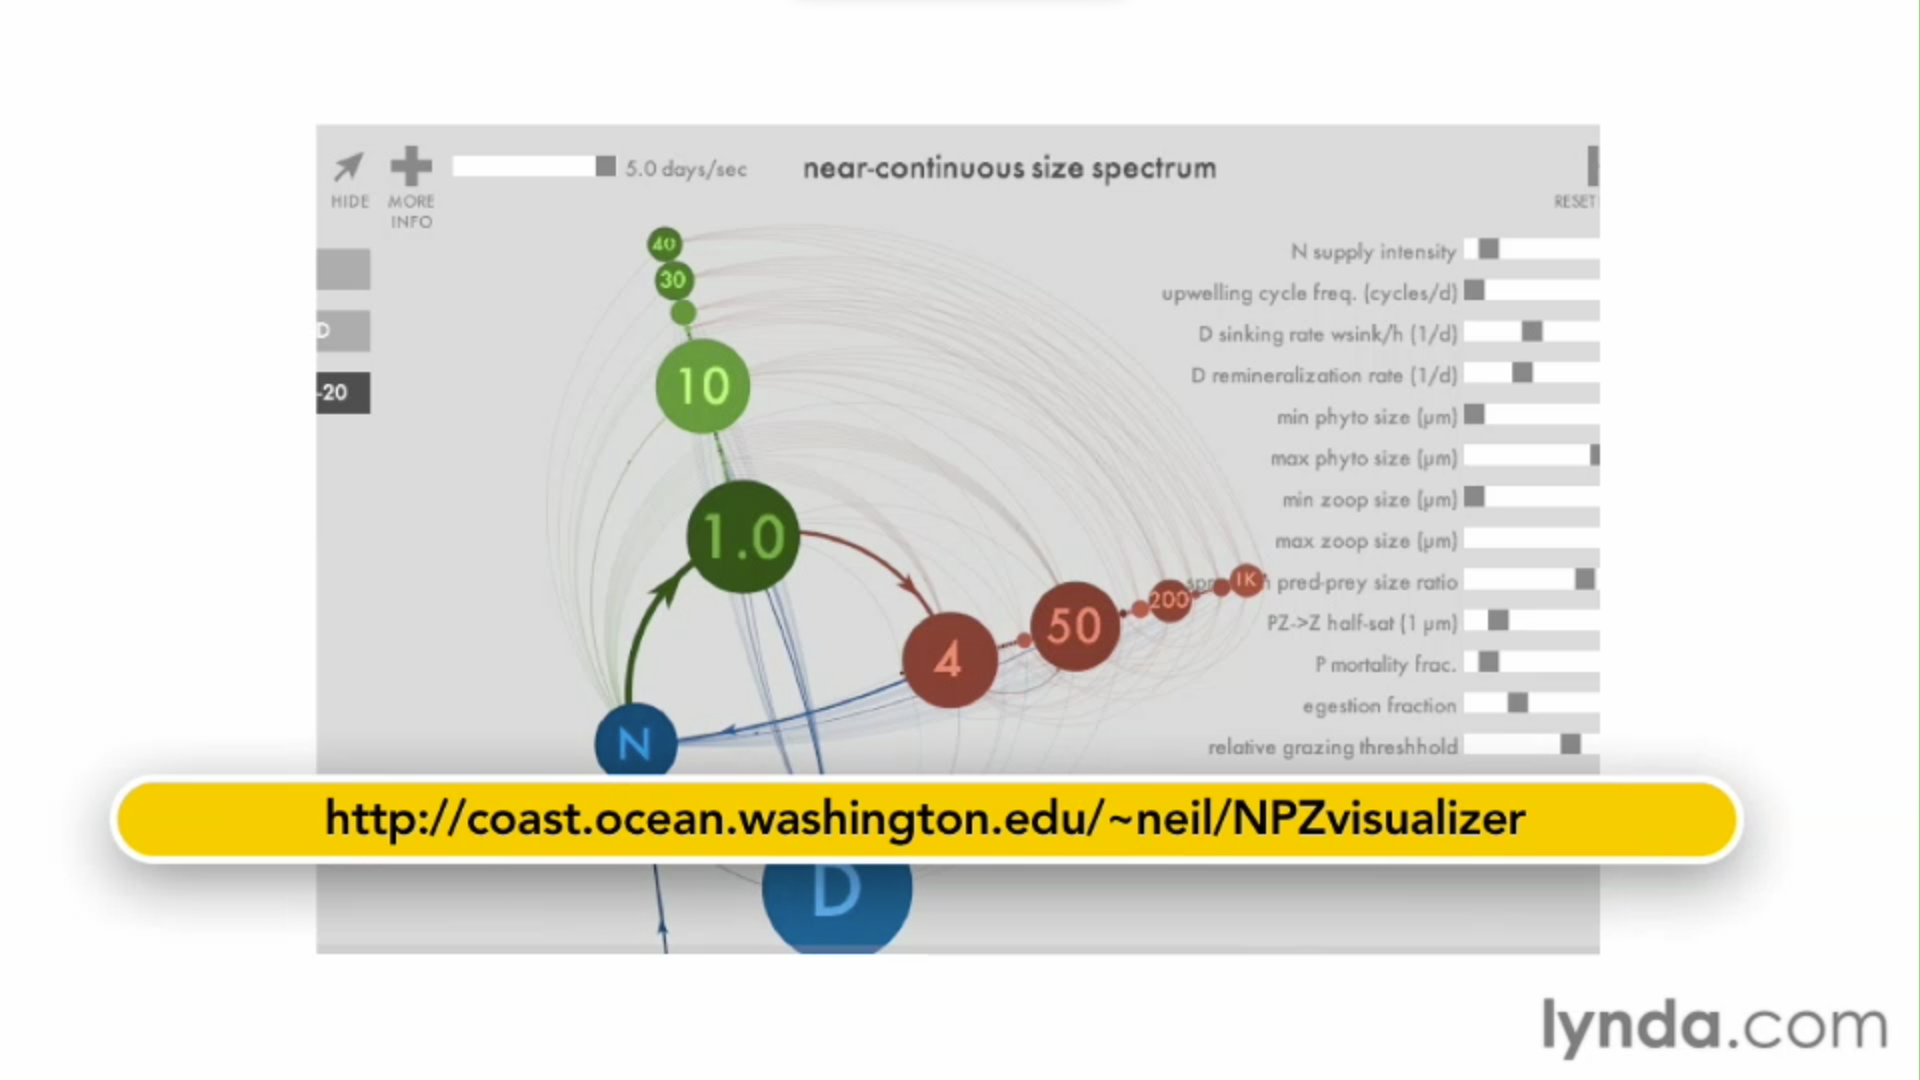 5.0 days/sec
near-continuous size spectrum
HIDE
MORE
INFO
RESET
40
30
10
1.0
4
50
200
1K
N
D
D
-20
N supply intensity
upwelling cycle freq. (cycles/d)
D sinking rate wsink/h (1/d)
D remineralization rate (1/d)
min phyto size (µm)
max phyto size (µm)
min zoop size (µm)
max zoop size (µm)
pred-prey size ratio
PZ->Z half-sat (1 µm)
P mortality frac.
egestion fraction
relative grazing threshhold
http://coast.ocean.washington.edu/~neil/NPZvisualizer
lynda.com